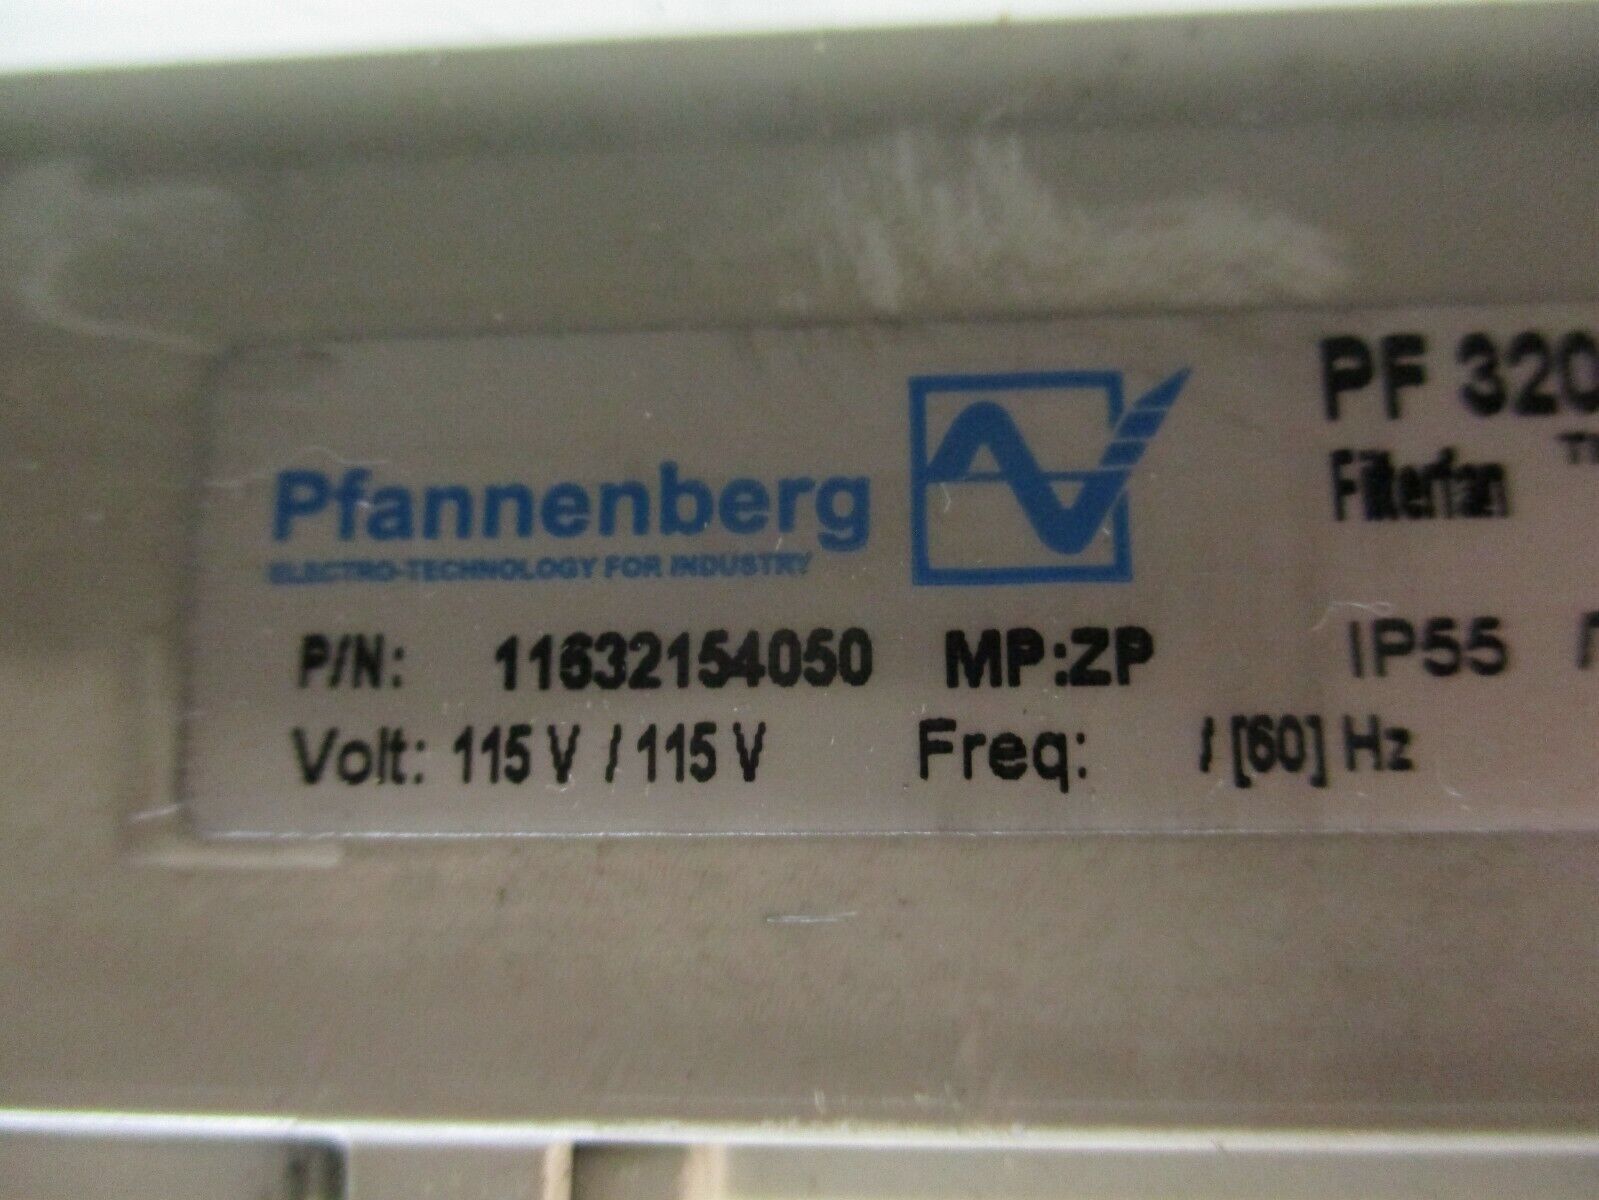 Pfannenberg
ELECTRO-TECHNOLOGY FOR INDUSTRY
PF 320
Filterfan
P/N: 11632154050 MP:ZP IP55
Volt: 115 V / 115 V Freq: / [60] Hz